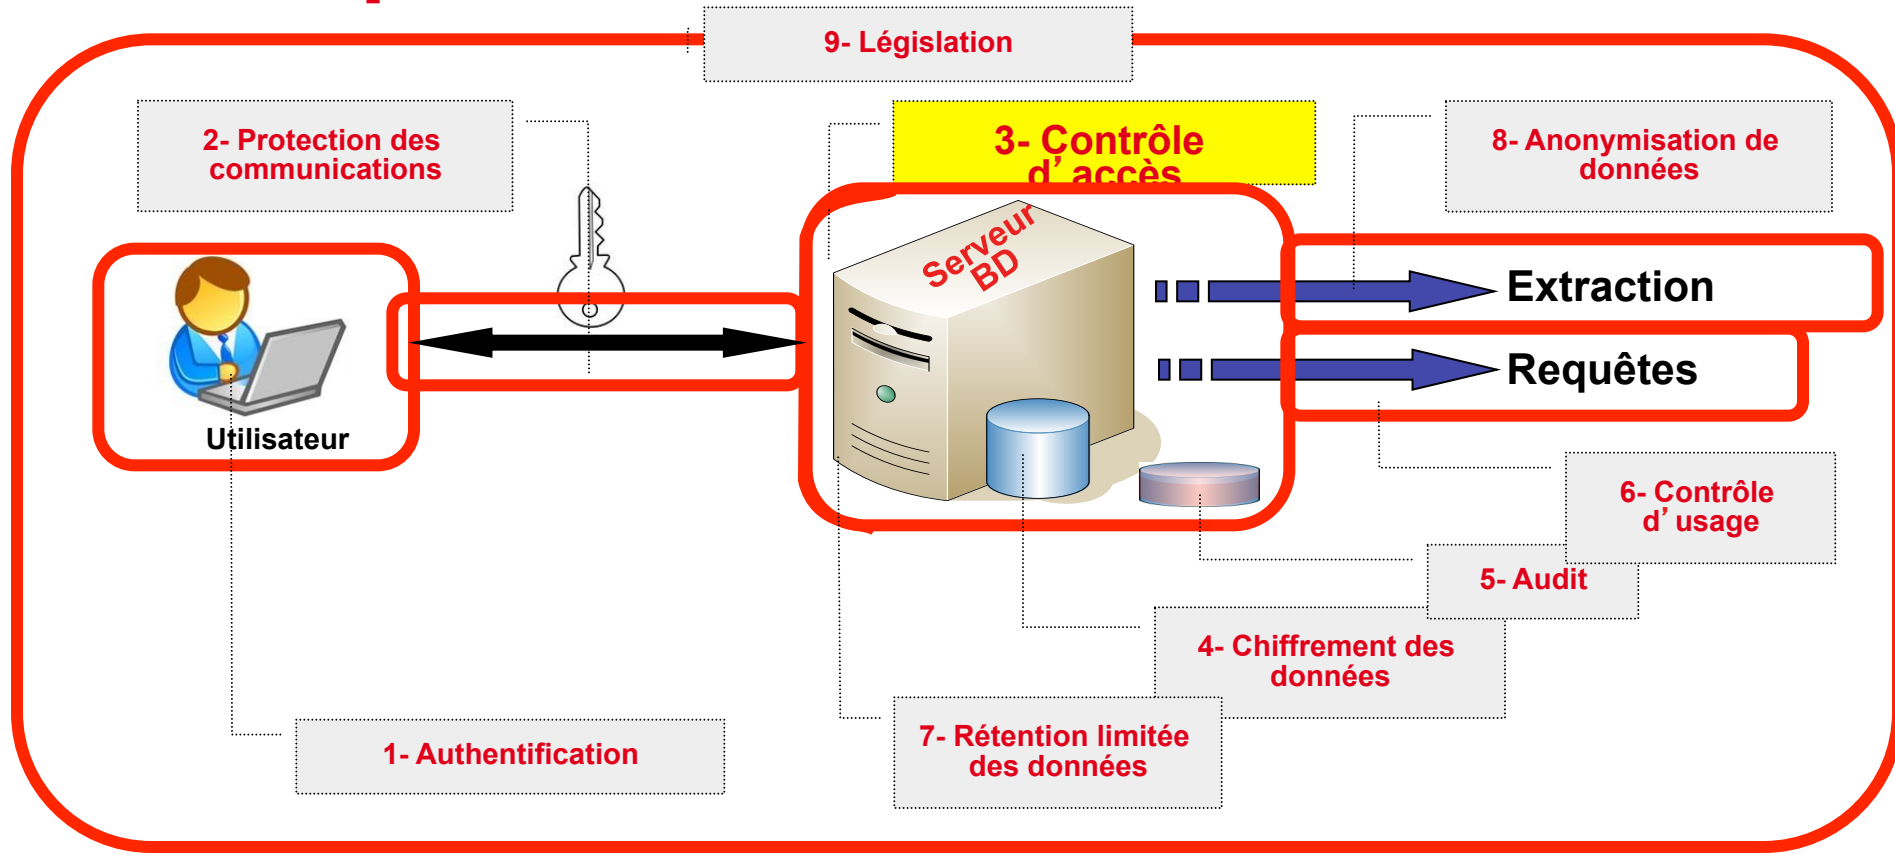 9- Législation
2- Protection des
communications
3- Contrôle
d’ accès
8- Anonymisation de
données
Serveur
BD
Extraction
Requêtes
Utilisateur
6- Contrôle
d’ usage
5- Audit
4- Chiffrement des
données
7- Rétention limitée
des données
1- Authentification